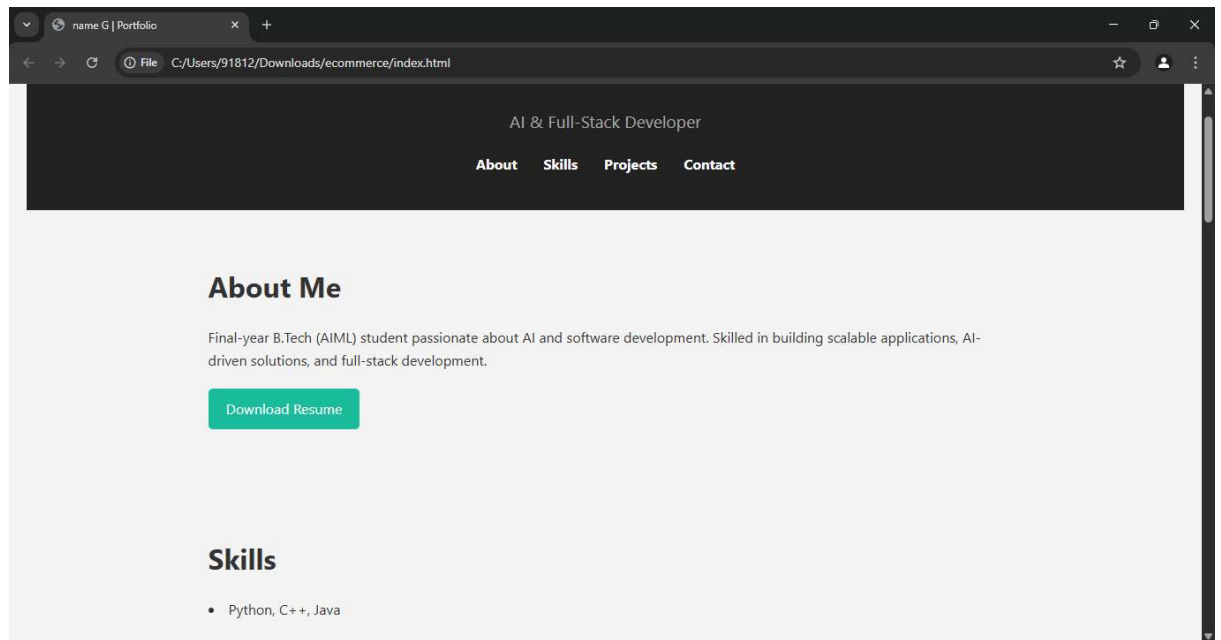 name G | Portfolio
File C:/Users/91812/Downloads/ecommerce/index.html
AI & Full-Stack Developer
About Skills Projects Contact
About Me
Final-year B.Tech (AIML) student passionate about AI and software development. Skilled in building scalable applications, AI-
driven solutions, and full-stack development.
Download Resume
Skills
• Python, C++, Java